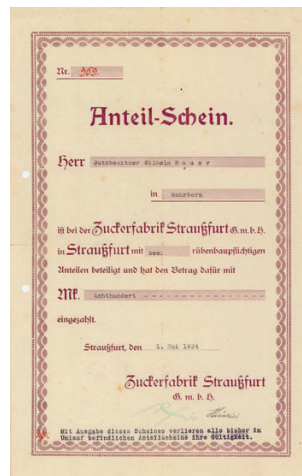 Nr. 369.
Anteil-Schein.
Herr Gutsbesitzer Wilhelm Bauer
in Wehrborn
ist bei der Zuckerfabrik Straußfurt G.m.b.H.
in Straußfurt mit zwei rübenbaupflichtigen
Anteilen beteiligt und hat den Betrag dafür mit
Mk. Achthundert
eingezahlt.
Straußfurt, den 1. Mai 1924
Zuckerfabrik Straußfurt
G. m. b. H.
Mit Ausgabe dieses Scheines verlieren alle bisher in
Umlauf befindlichen Anteilscheine ihre Gültigkeit.